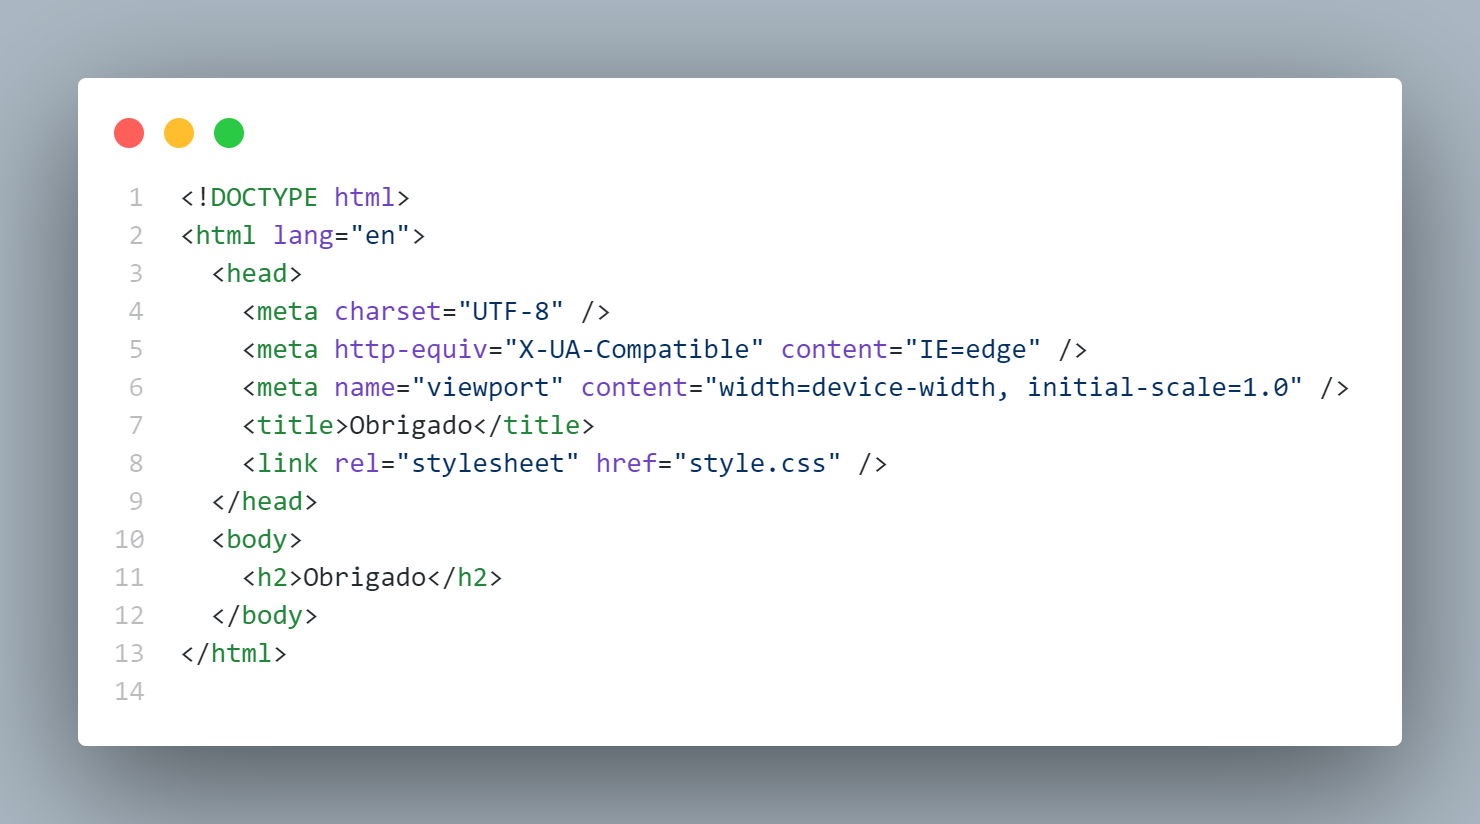 1 <!DOCTYPE html>
2 <html lang="en">
3   <head>
4     <meta charset="UTF-8" />
5     <meta http-equiv="X-UA-Compatible" content="IE=edge" />
6     <meta name="viewport" content="width=device-width, initial-scale=1.0" />
7     <title>Obrigado</title>
8     <link rel="stylesheet" href="style.css" />
9   </head>
10   <body>
11     <h2>Obrigado</h2>
12   </body>
13 </html>
14